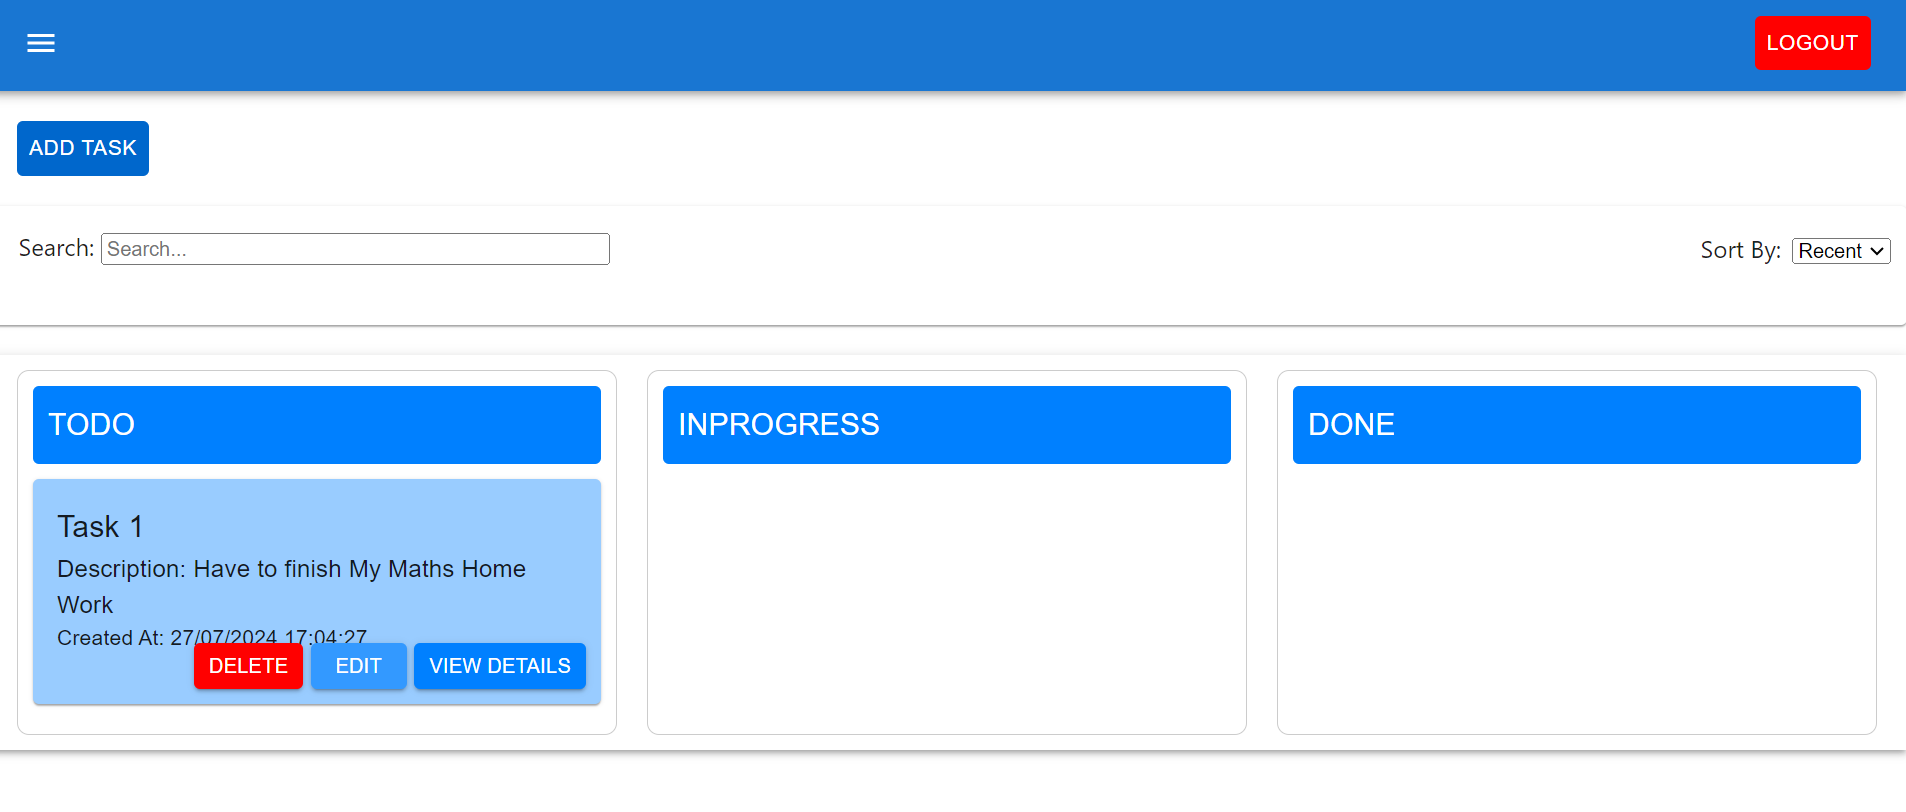 LOGOUT
ADD TASK
Search: Search...
Sort By: Recent
TODO
INPROGRESS
DONE
Task 1
Description: Have to finish My Maths Home
Work
Created At: 27/07/2024 17:04:27
DELETE
EDIT
VIEW DETAILS